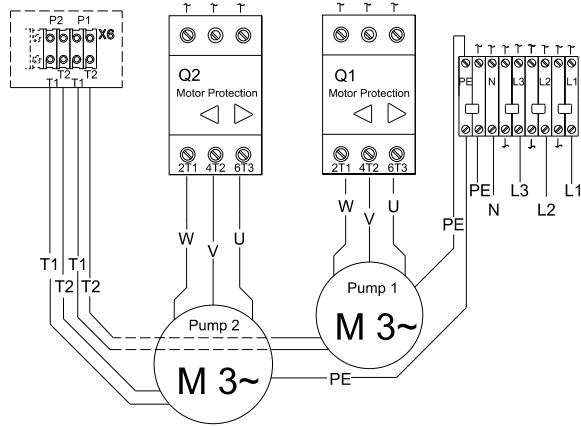 P2 P1
X6
T2 T2
T1 T1
Q2
Motor Protection
2T1 4T2 6T3
Q1
Motor Protection
2T1 4T2 6T3
PE N L3 L2 L1
PE L3 L1
N L2
W V U
W V U
PE
T1 T1
T2 T2
Pump 1
M 3~
Pump 2
M 3~
PE